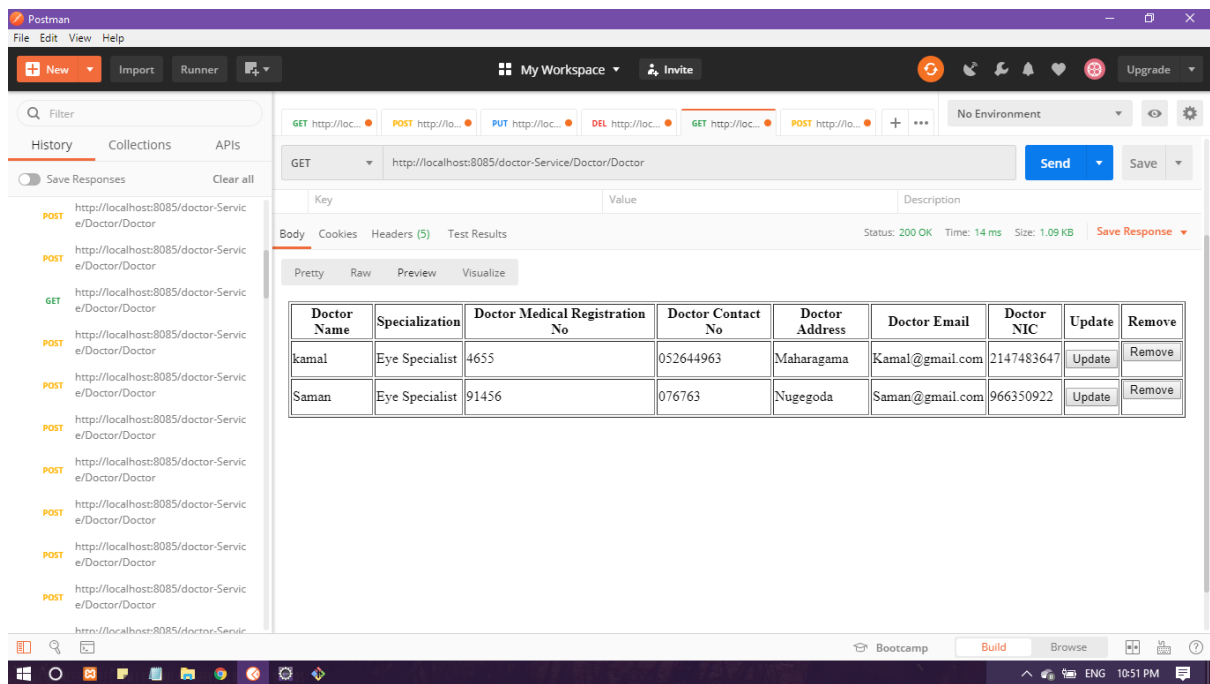 Postman
File Edit View Help
New Import Runner My Workspace Invite Upgrade
Filter
History Collections APIs
Save Responses Clear all
POST http://localhost:8085/doctor-Servic
e/Doctor/Doctor
POST http://localhost:8085/doctor-Servic
e/Doctor/Doctor
GET http://localhost:8085/doctor-Servic
e/Doctor/Doctor
POST http://localhost:8085/doctor-Servic
e/Doctor/Doctor
POST http://localhost:8085/doctor-Servic
e/Doctor/Doctor
POST http://localhost:8085/doctor-Servic
e/Doctor/Doctor
POST http://localhost:8085/doctor-Servic
e/Doctor/Doctor
POST http://localhost:8085/doctor-Servic
e/Doctor/Doctor
POST http://localhost:8085/doctor-Servic
e/Doctor/Doctor
POST http://localhost:8085/doctor-Servic
e/Doctor/Doctor
http://localhost:8085/doctor-Servic
GET http://loc... POST http://lo... PUT http://loc... DEL http://loc... GET http://loc... POST http://lo... + ••• No Environment
GET http://localhost:8085/doctor-Service/Doctor/Doctor Send Save
Key Value Description
Body Cookies Headers (5) Test Results Status: 200 OK Time: 14 ms Size: 1.09 KB Save Response
Pretty Raw Preview Visualize
Doctor Name Specialization Doctor Medical Registration No Doctor Contact No Doctor Address Doctor Email Doctor NIC Update Remove
kamal Eye Specialist 4655 052644963 Maharagama Kamal@gmail.com 2147483647 Update Remove
Saman Eye Specialist 91456 076763 Nugegoda Saman@gmail.com 966350922 Update Remove
Bootcamp Build Browse
ENG 10:51 PM